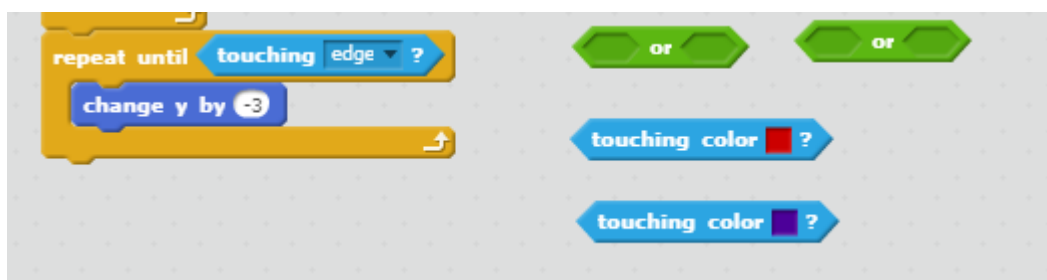 repeat until touching edge ?
change y by -3
or
or
touching color ?
touching color ?